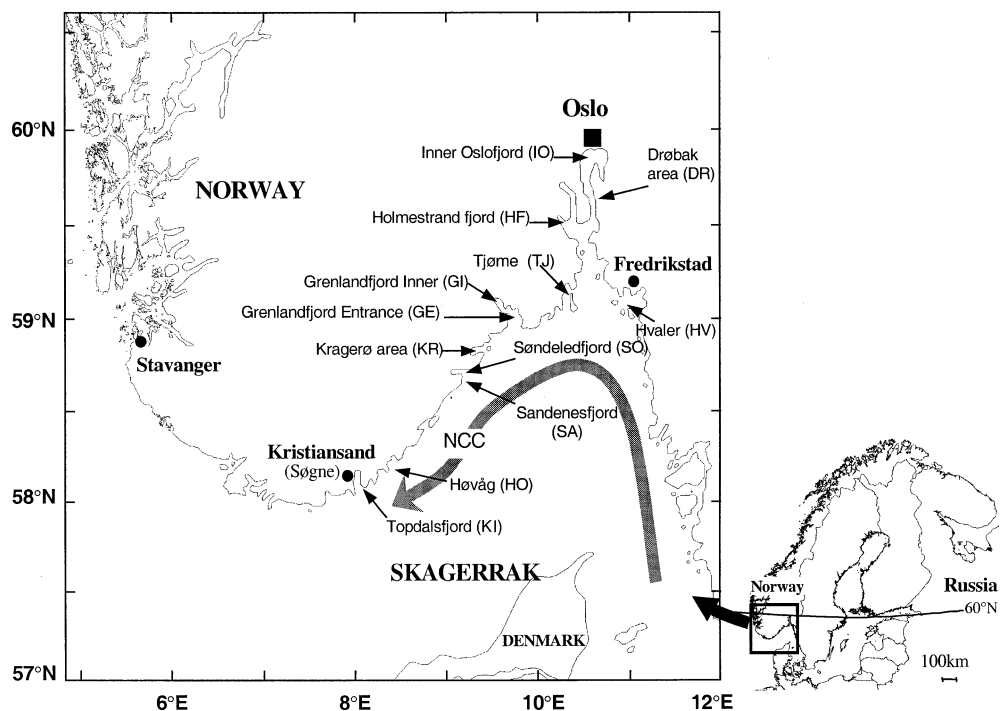 Oslo
60°N
Inner Oslofjord (IO)
Drøbak
area (DR)
NORWAY
Holmestrand fjord (HF)
Tjøme (TJ)
Fredrikstad
Grenlandfjord Inner (GI)
Grenlandfjord Entrance (GE)
59°N
Hvaler (HV)
Kragerø area (KR)
Søndeledfjord (SO)
Stavanger
Sandenesfjord
(SA)
NCC
Kristiansand
(Søgne)
Høvåg (HO)
58°N
Topdalsfjord (KI)
SKAGERRAK
Norway
Russia
60°N
DENMARK
100km
57°N
6°E
8°E
10°E
12°E